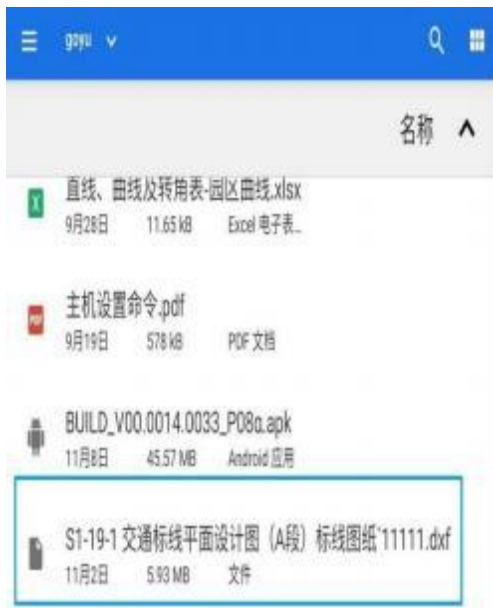 goyu
名称
直线、曲线及转角表-园区曲线.xlsx
9月28日 11.65 kB Excel 电子表...
主机设置命令.pdf
9月19日 578 kB PDF 文档
BUILD_V00.0014.0033_P08a.apk
11月8日 45.57 MB Android 应用
S1-19-1 交通标线平面设计图（A段）标线图纸`11111.dxf
11月2日 5.93 MB 文件